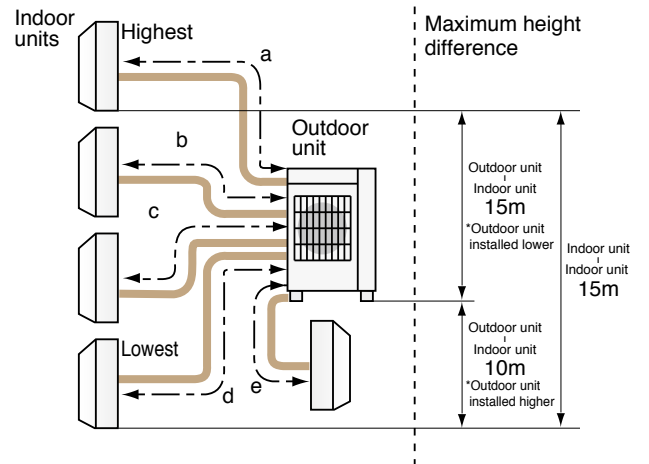 Indoor
units
Highest
a
b
c
Outdoor
unit
Lowest
d
e
Maximum height
difference
Outdoor unit
Indoor unit
15m
*Outdoor unit
installed lower
Indoor unit
Indoor unit
15m
Outdoor unit
Indoor unit
10m
*Outdoor unit
installed higher